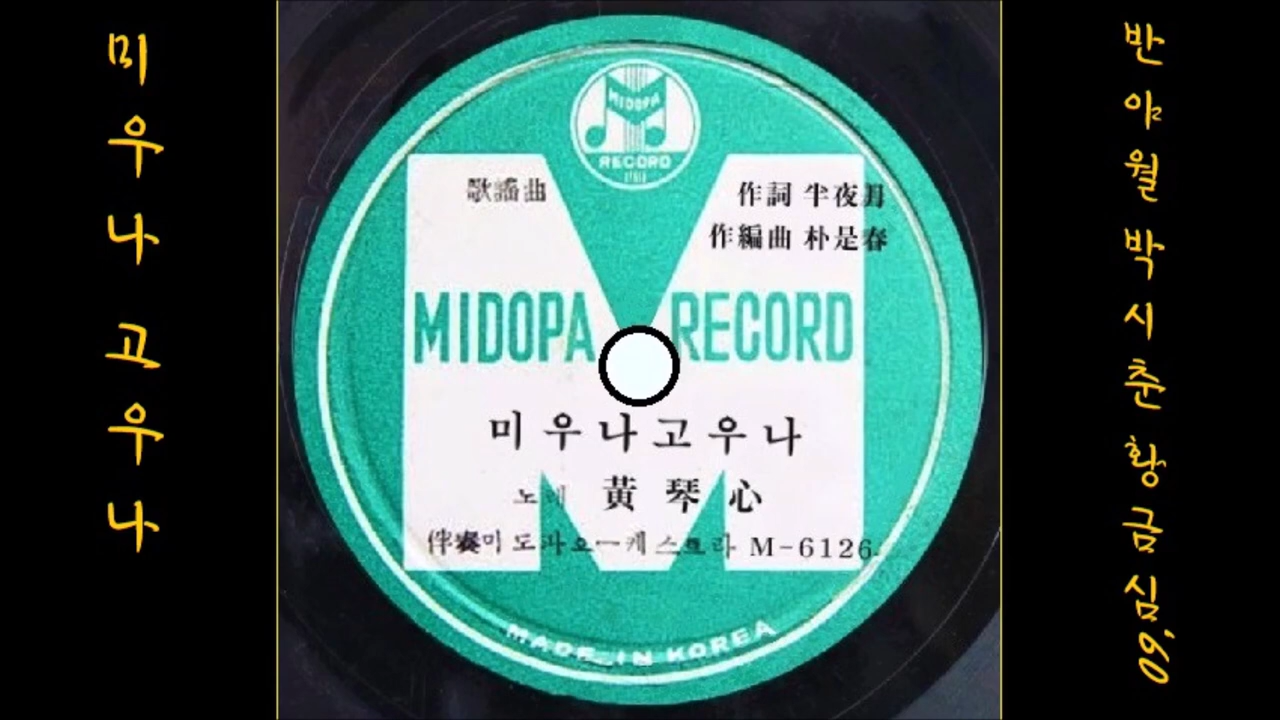 미우나고우나
MIDOPA
RECORD
歌謠曲
作詞 半夜月
作編曲 朴是春
MIDOPA RECORD
미우나고우나
노래 黃琴心
伴奏미도파오ー케스트라 M-6126
MADE IN KOREA
반야월박시춘황금심